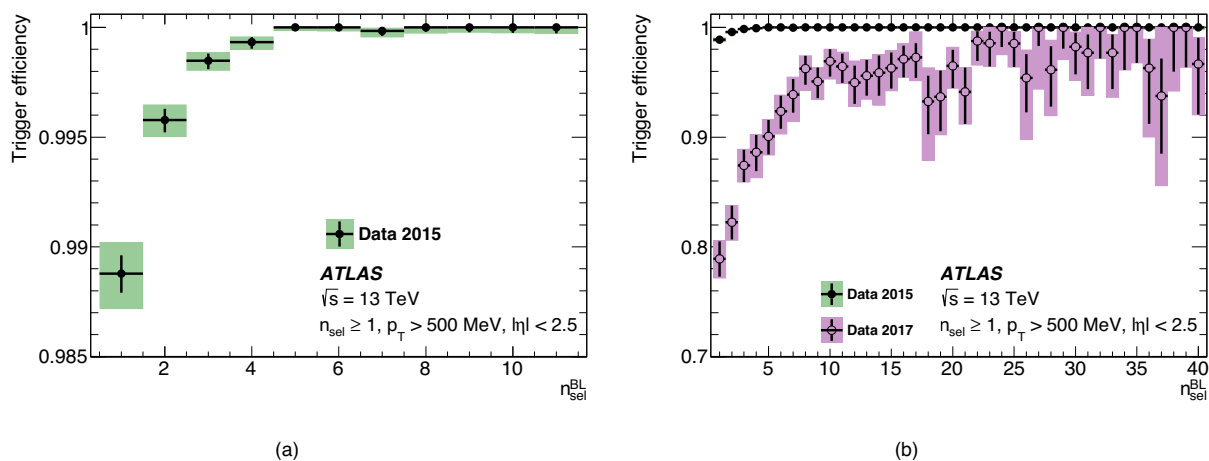 Trigger efficiency
1
0.995
0.99
0.985
2 4 6 8 10
n_sel^BL
Data 2015
ATLAS
√s = 13 TeV
n_sel ≥ 1, p_T > 500 MeV, |η| < 2.5
(a)
Trigger efficiency
1
0.9
0.8
0.7
5 10 15 20 25 30 35 40
n_sel^BL
Data 2015
Data 2017
ATLAS
√s = 13 TeV
n_sel ≥ 1, p_T > 500 MeV, |η| < 2.5
(b)